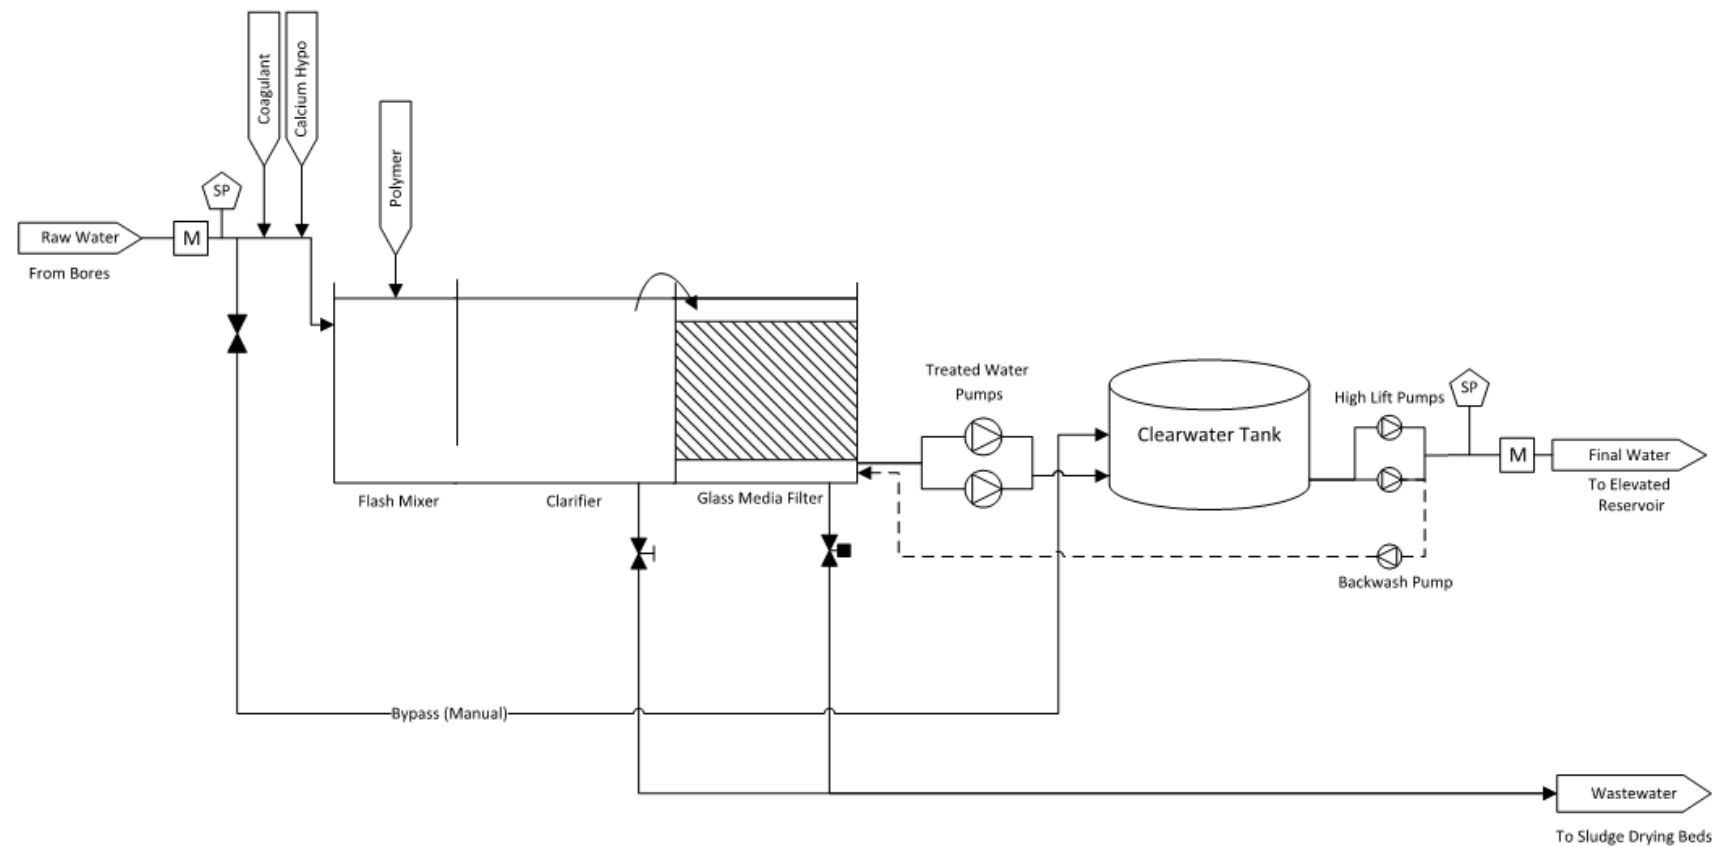 Coagulant
Calcium Hypo
Polymer
SP
Raw Water
M
From Bores
Treated Water
Pumps
SP
High Lift Pumps
Clearwater Tank
M
Final Water
To Elevated
Reservoir
Flash Mixer
Clarifier
Glass Media Filter
Backwash Pump
Bypass (Manual)
Wastewater
To Sludge Drying Beds